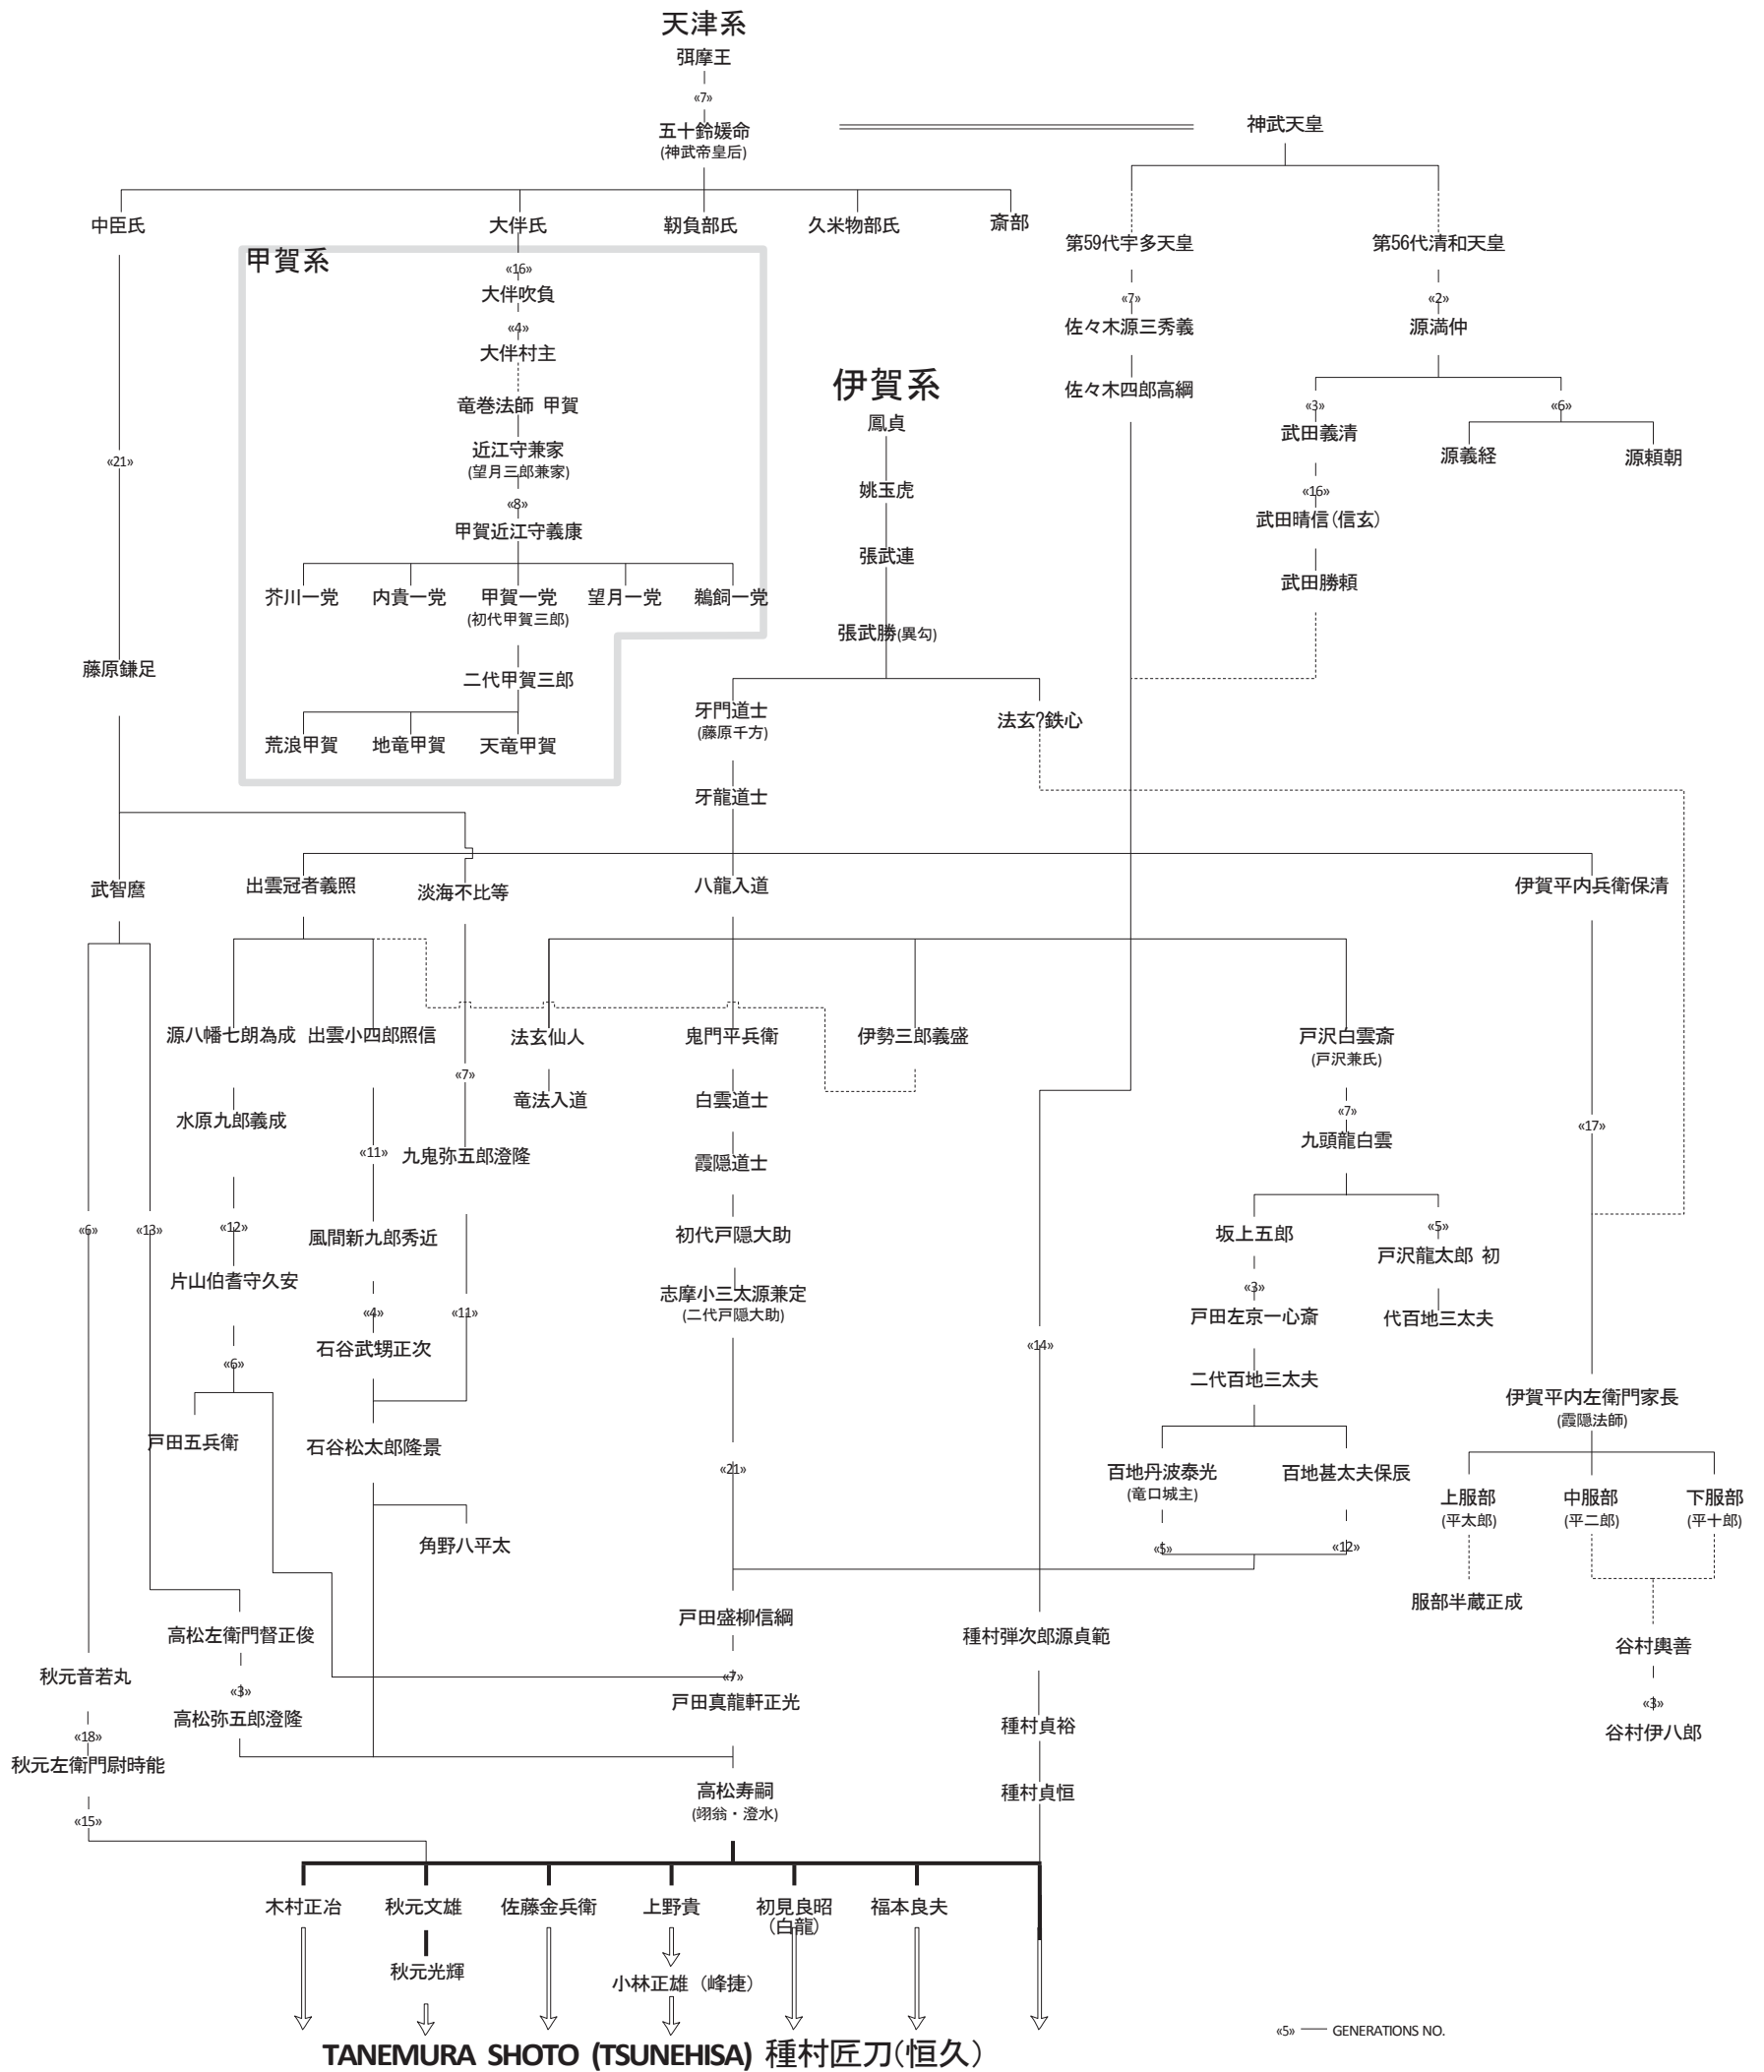 天津系
弭摩王
«7»
五十鈴媛命
(神武帝皇后)
神武天皇
中臣氏
大伴氏
靭負部氏
久米物部氏
斎部
第59代宇多天皇
第56代清和天皇
甲賀系
«16»
大伴吹負
«4»
大伴村主
竜巻法師 甲賀
近江守兼家
(望月三郎兼家)
«8»
甲賀近江守義康
芥川一党
内貴一党
甲賀一党
(初代甲賀三郎)
望月一党
鵜飼一党
二代甲賀三郎
荒浪甲賀
地竜甲賀
天竜甲賀
«7»
佐々木源三秀義
佐々木四郎高綱
«2»
源満仲
«3»
武田義清
«6»
源義経
源頼朝
«16»
武田晴信(信玄)
武田勝頼
伊賀系
鳳貞
姚玉虎
張武連
張武勝(異勾)
牙門道士
(藤原千方)
法玄?鉄心
牙龍道士
«21»
藤原鎌足
武智麿
出雲冠者義照
淡海不比等
八龍入道
伊賀平内兵衛保清
源八幡七朗為成
出雲小四郎照信
法玄仙人
鬼門平兵衛
伊勢三郎義盛
戸沢白雲斎
(戸沢兼氏)
«7»
竜法入道
白雲道士
«7»
九頭龍白雲
水原九郎義成
«11»
九鬼弥五郎澄隆
霞隠道士
«17»
«6»
«13»
«12»
風間新九郎秀近
初代戸隠大助
坂上五郎
«5»
戸沢龍太郎 初
片山伯耆守久安
«4»
«11»
志摩小三太源兼定
(二代戸隠大助)
«3»
戸田左京一心斎
代百地三太夫
石谷武甥正次
«14»
«6»
二代百地三太夫
伊賀平内左衛門家長
(霞隠法師)
戸田五兵衛
石谷松太郎隆景
«21»
百地丹波泰光
(竜口城主)
百地甚太夫保辰
上服部
(平太郎)
中服部
(平二郎)
下服部
(平十郎)
角野八平太
«5»
«12»
服部半蔵正成
高松左衛門督正俊
戸田盛柳信綱
種村弾次郎源貞範
谷村輿善
秋元音若丸
«3»
«7»
«3»
高松弥五郎澄隆
戸田真龍軒正光
種村貞裕
谷村伊八郎
«18»
秋元左衛門尉時能
高松寿嗣
(翊翁・澄水)
種村貞恒
«15»
木村正冶
秋元文雄
佐藤金兵衛
上野貴
初見良昭
(白龍)
福本良夫
秋元光輝
小林正雄 (峰捷)
«5» GENERATIONS NO.
TANEMURA SHOTO (TSUNEHISA) 種村匠刀(恒久)